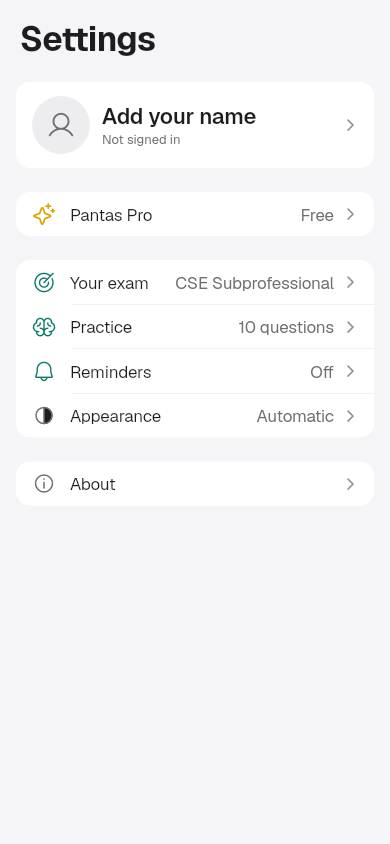 Settings
Add your name
Not signed in
Pantas Pro Free
Your exam CSE Subprofessional
Practice 10 questions
Reminders Off
Appearance Automatic
About